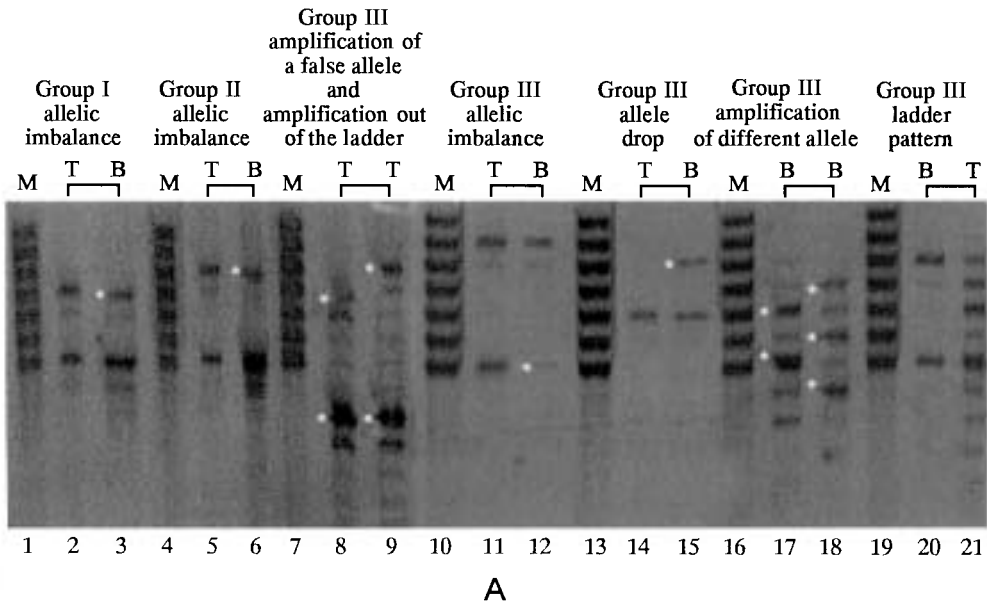 Group I
allelic
imbalance
Group II
allelic
imbalance
Group III
amplification of
a false allele
and
amplification out
of the ladder
Group III
allelic
imbalance
Group III
allele
drop
Group III
amplification
of different allele
Group III
ladder
pattern
M T B M T B M T T M T B M T B M B B M B T
1 2 3 4 5 6 7 8 9 10 11 12 13 14 15 16 17 18 19 20 21
A